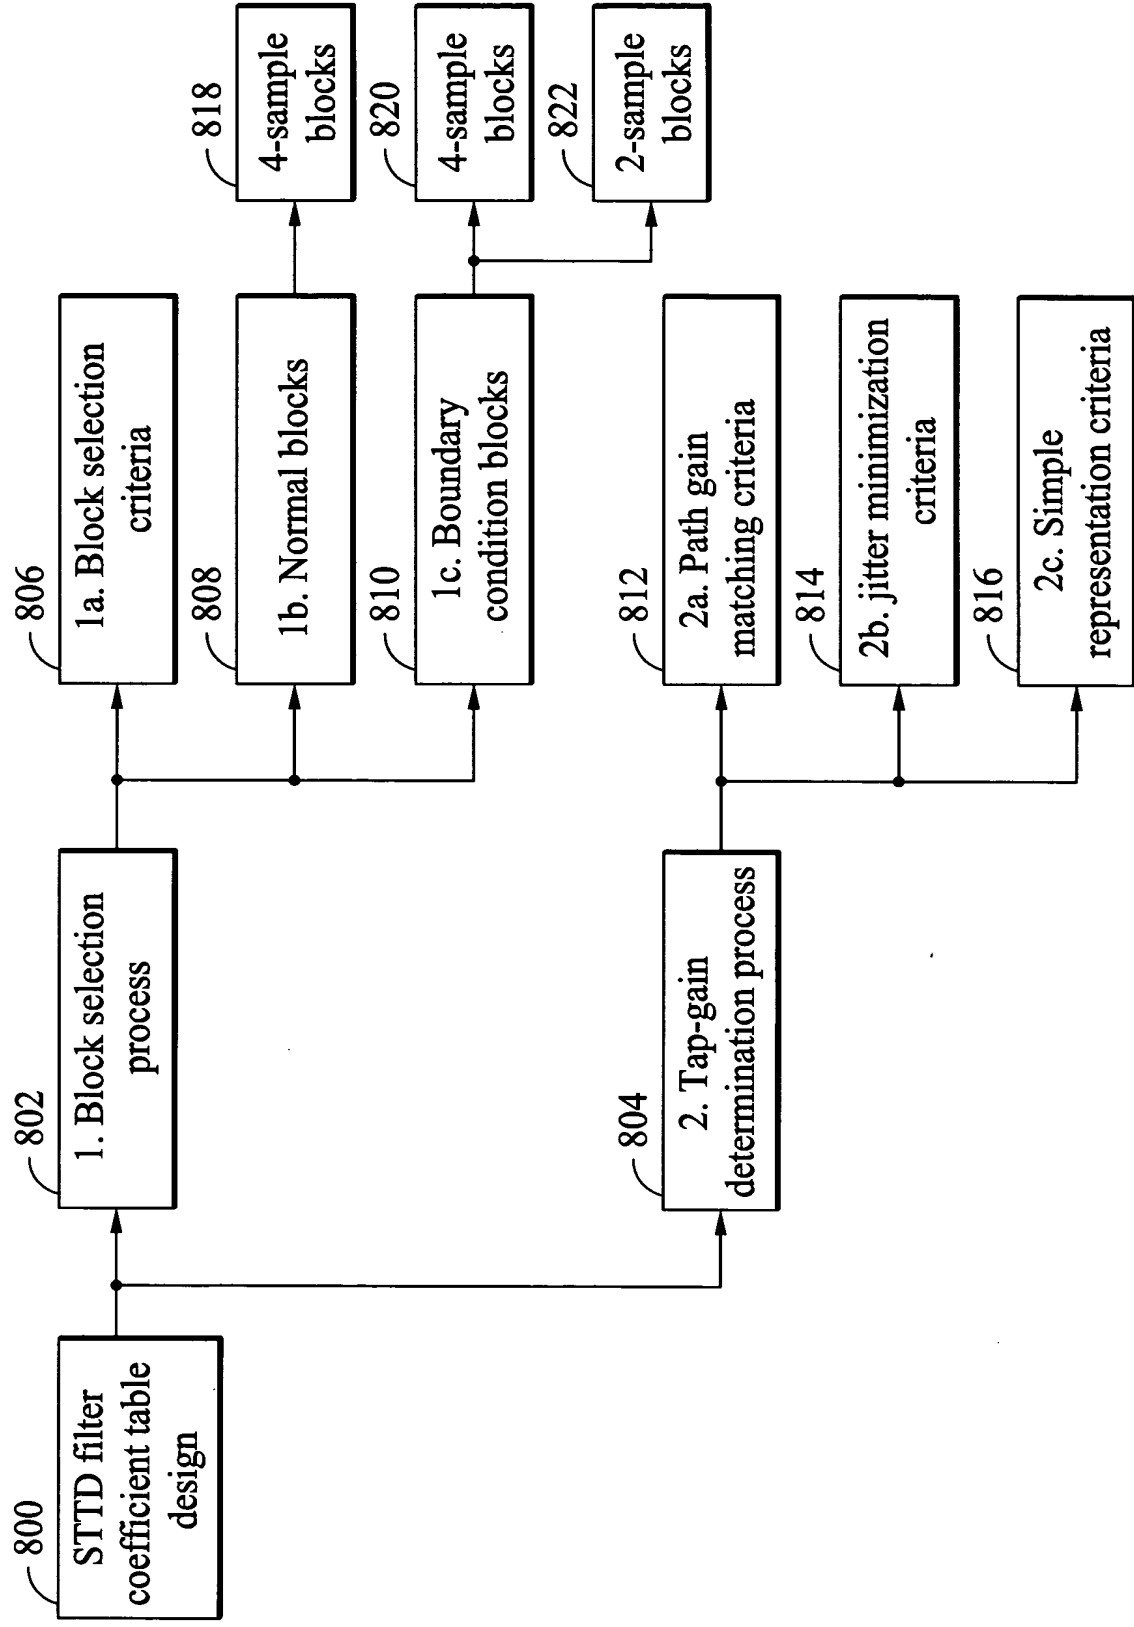 800
STTD filter
coefficient table
design
802
1. Block selection
process
806
1a. Block selection
criteria
808
1b. Normal blocks
818
4-sample
blocks
810
1c. Boundary
condition blocks
820
4-sample
blocks
822
2-sample
blocks
804
2. Tap-gain
determination process
812
2a. Path gain
matching criteria
814
2b. jitter minimization
criteria
816
2c. Simple
representation criteria